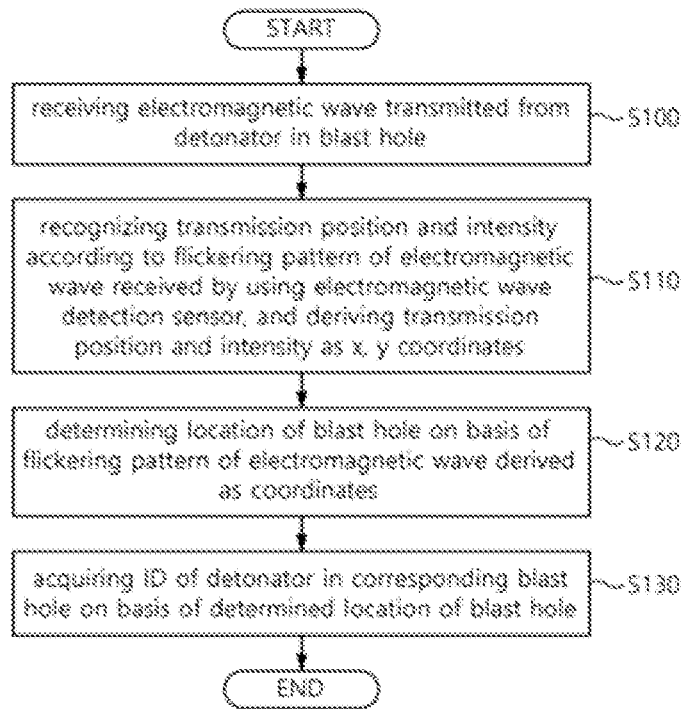 START
receiving electromagnetic wave transmitted from
detonator in blast hole
S100
recognizing transmission position and intensity
according to flickering pattern of electromagnetic
wave received by using electromagnetic wave
detection sensor, and deriving transmission
position and intensity as x, y coordinates
S110
determining location of blast hole on basis of
flickering pattern of electromagnetic wave derived
as coordinates
S120
acquiring ID of detonator in corresponding blast
hole on basis of determined location of blast hole
S130
END